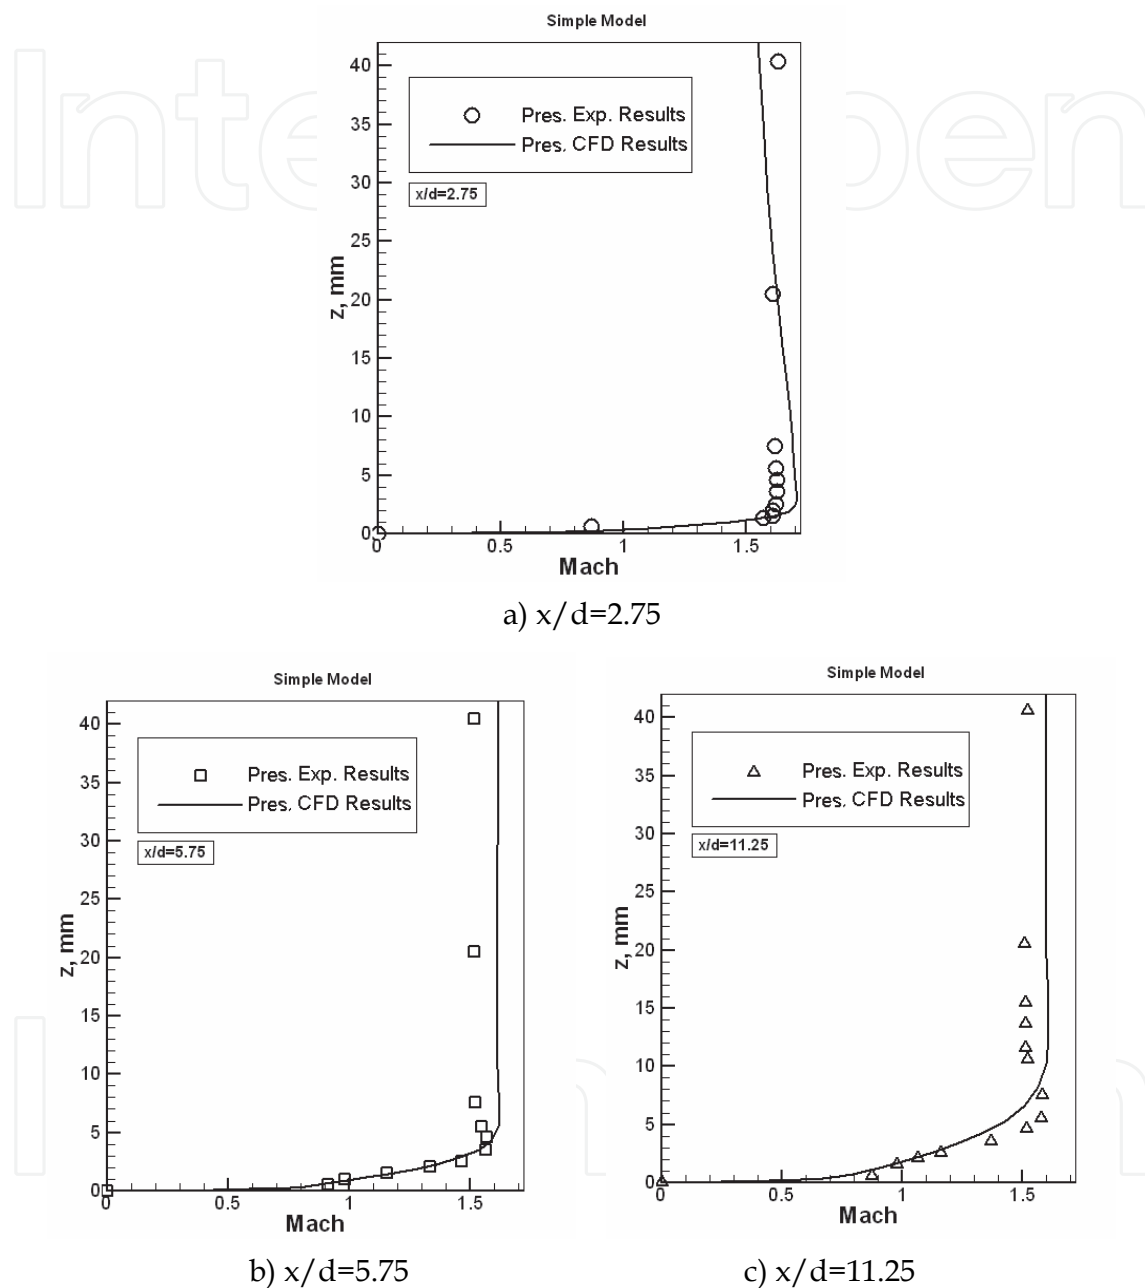 Simple Model
40
Pres. Exp. Results
Pres. CFD Results
35
30
x/d=2.75
25
z, mm
20
15
10
5
0
0 0.5 1 1.5
Mach
a) x/d=2.75
Simple Model
40
Pres. Exp. Results
Pres. CFD Results
35
30
x/d=5.75
25
z, mm
20
15
10
5
0
0 0.5 1 1.5
Mach
b) x/d=5.75
Simple Model
40
Pres. Exp. Results
Pres. CFD Results
35
30
x/d=11.25
25
z, mm
20
15
10
5
0
0 0.5 1 1.5
Mach
c) x/d=11.25